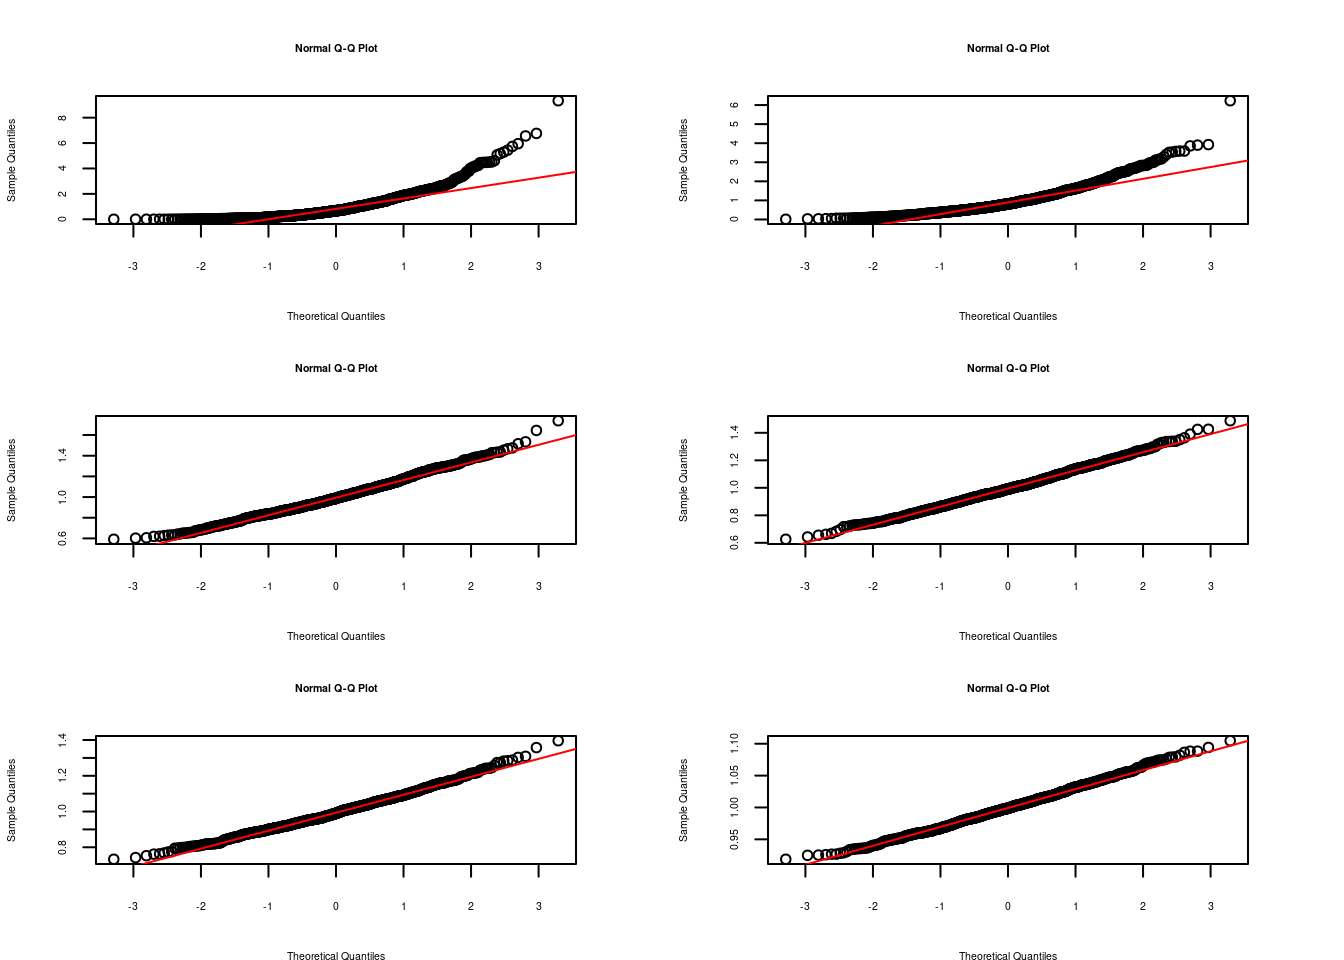 Normal Q-Q Plot
Sample Quantiles
0 2 4 6 8
-3 -2 -1 0 1 2 3
Theoretical Quantiles
Normal Q-Q Plot
Sample Quantiles
0 1 2 3 4 5 6
-3 -2 -1 0 1 2 3
Theoretical Quantiles
Normal Q-Q Plot
Sample Quantiles
0.6 1.0 1.4
-3 -2 -1 0 1 2 3
Theoretical Quantiles
Normal Q-Q Plot
Sample Quantiles
0.6 0.8 1.0 1.2 1.4
-3 -2 -1 0 1 2 3
Theoretical Quantiles
Normal Q-Q Plot
Sample Quantiles
0.8 1.0 1.2 1.4
-3 -2 -1 0 1 2 3
Theoretical Quantiles
Normal Q-Q Plot
Sample Quantiles
0.95 1.00 1.05 1.10
-3 -2 -1 0 1 2 3
Theoretical Quantiles